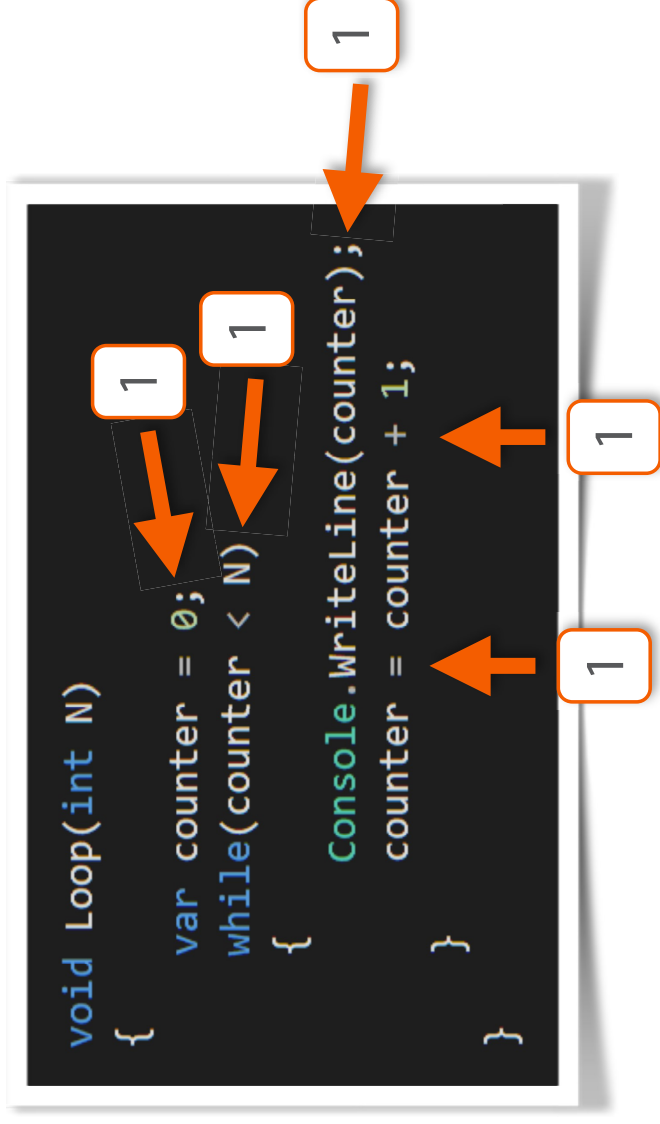 void Loop(int N)
{
var counter = 0;
1
while(counter < N)
1
{
Console.WriteLine(counter);
1
counter = counter + 1;
}
1
1
}